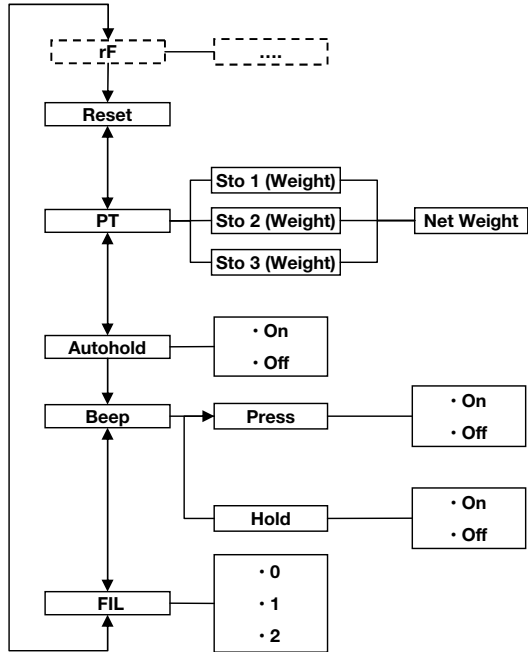 rF
....
Reset
Sto 1 (Weight)
PT
Sto 2 (Weight)
Net Weight
Sto 3 (Weight)
Autohold
· On
· Off
Beep
Press
· On
· Off
Hold
· On
· Off
FIL
· 0
· 1
· 2